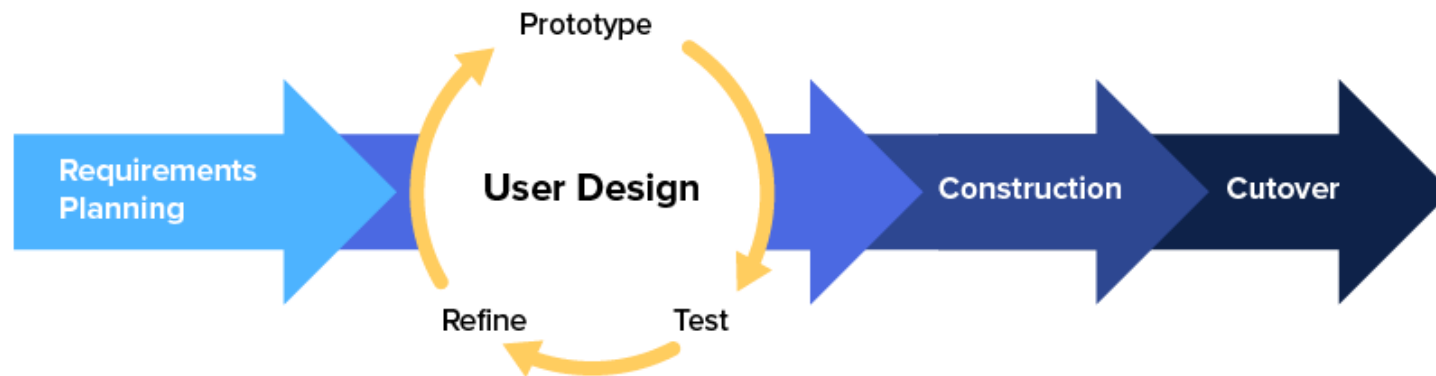 Prototype
Requirements
Planning
User Design
Construction
Cutover
Refine
Test